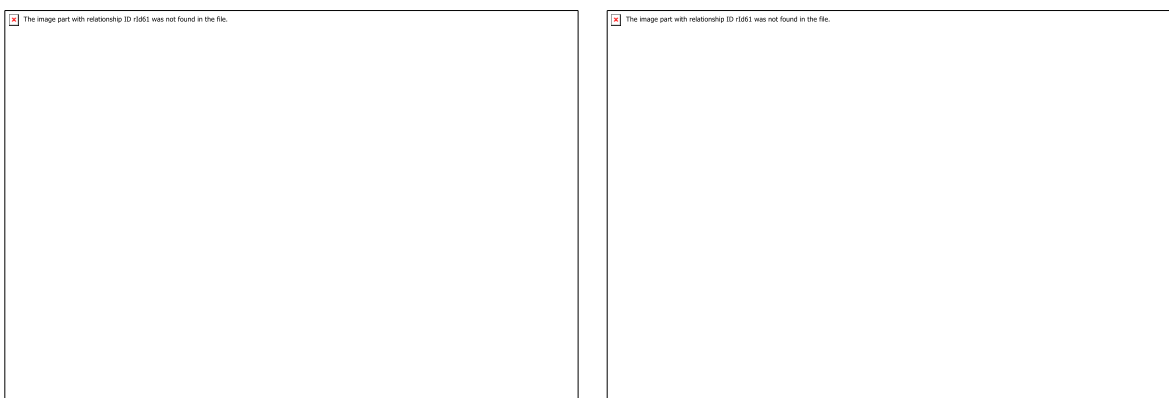 The image part with relationship ID rId61 was not found in the file.
The image part with relationship ID rId61 was not found in the file.